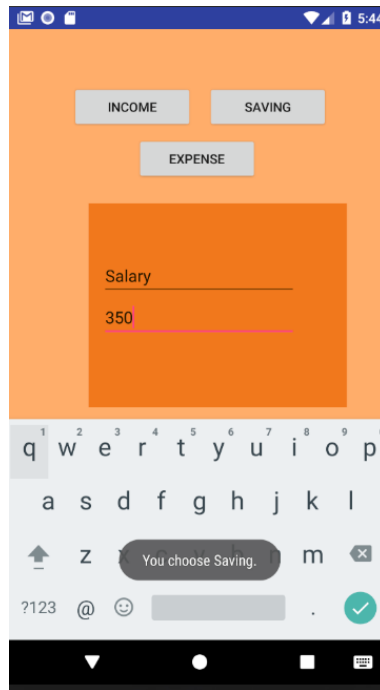 5:44
INCOME SAVING
EXPENSE
Salary
350
1 2 3 4 5 6 7 8 9
q w e r t y u i o p
a s d f g h j k l
z m
You choose Saving.
?123 @ .